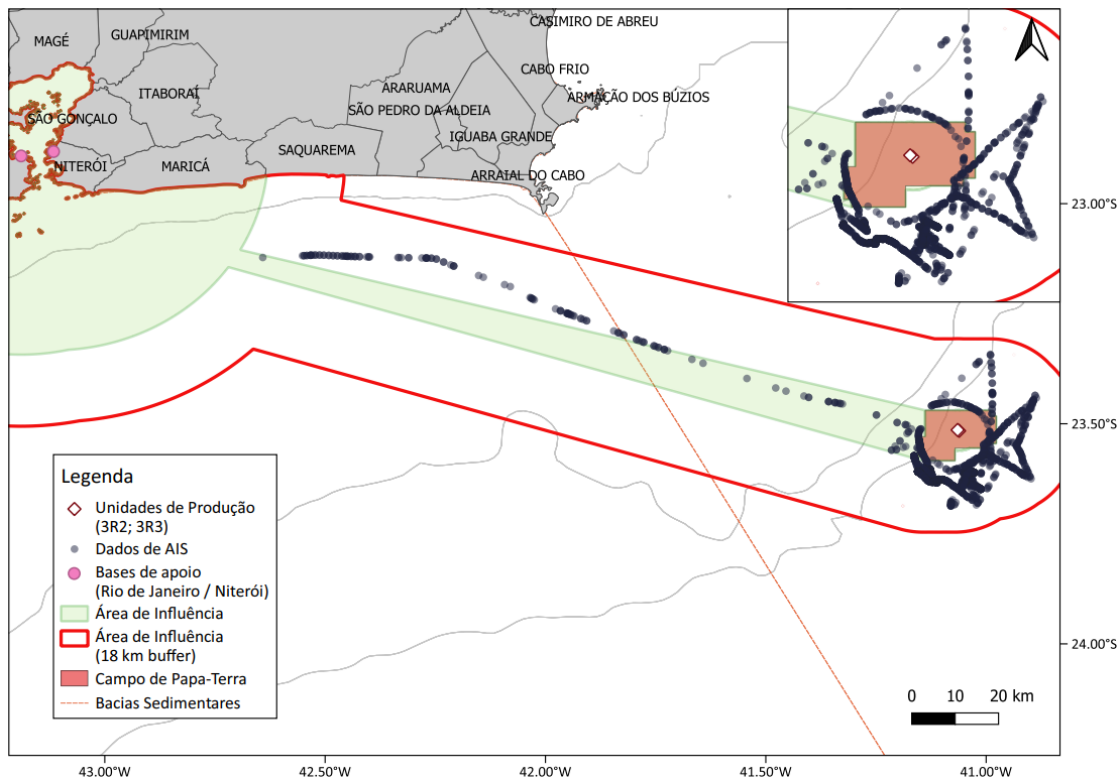 CASIMIRO DE ABREU
GUAPIMIRIM
MAGÉ
CABO FRIO
ITABORAÍ
ARARUAMA
ARMAÇÃO DOS BÚZIOS
SÃO PEDRO DA ALDEIA
SÃO GONÇALO
IGUABA GRANDE
SAQUAREMA
NITERÓI
MARICÁ
ARRAIAL DO CABO
23.00°S
23.50°S
24.00°S
Legenda
Unidades de Produção
(3R2; 3R3)
Dados de AIS
Bases de apoio
(Rio de Janeiro / Niterói)
Área de Influência
Área de Influência
(18 km buffer)
Campo de Papa-Terra
Bacias Sedimentares
0 10 20 km
43.00°W 42.50°W 42.00°W 41.50°W 41.00°W